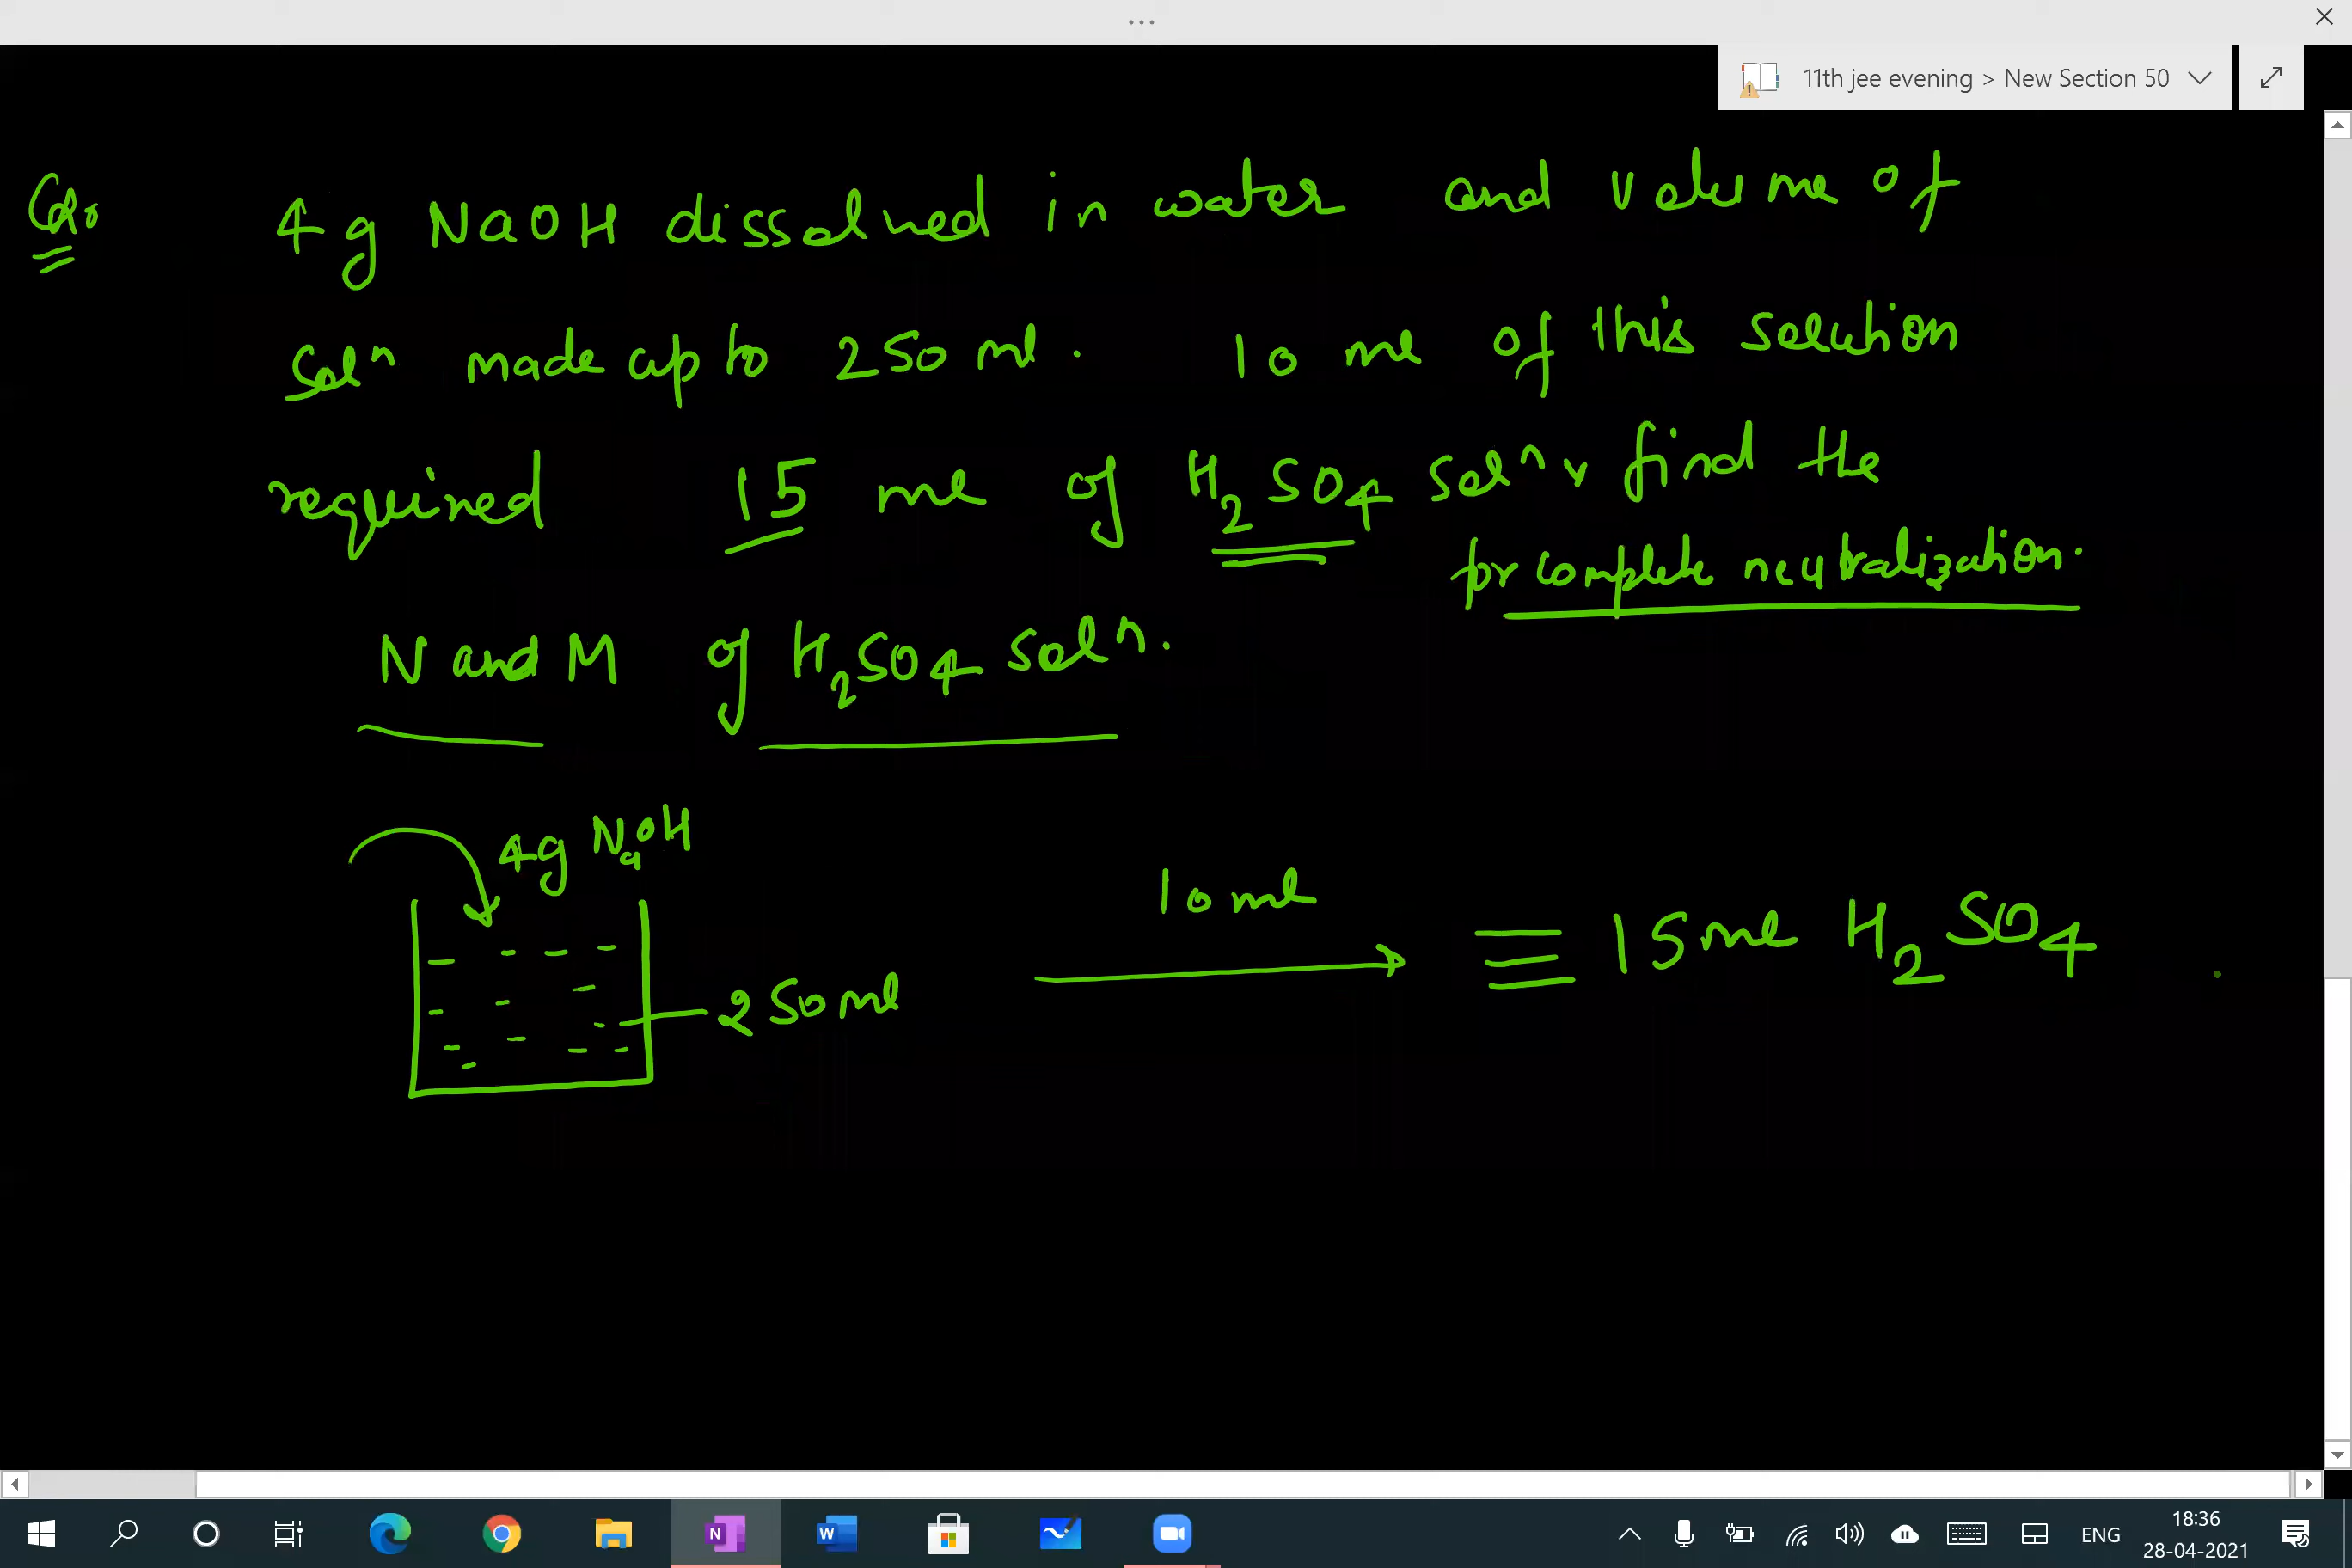 ...
11th jee evening > New Section 50
Q.
4g NaOH dissolved in water and volume of
solⁿ made up to 250 ml. 10 ml of this solution
required 15 ml of H₂SO₄ solⁿ, find the
for complete neutralization.
N and M of H₂SO₄ solⁿ.
4g NaOH
10 ml
≡ 15 ml H₂SO₄
250 ml
ENG
18:36
28-04-2021